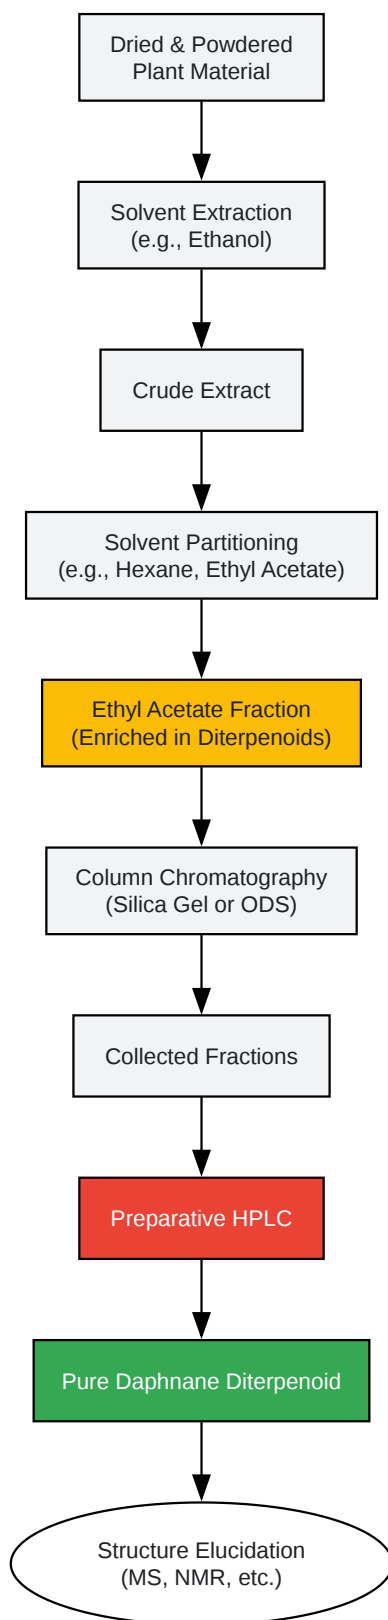 Dried & Powdered
Plant Material
Solvent Extraction
(e.g., Ethanol)
Crude Extract
Solvent Partitioning
(e.g., Hexane, Ethyl Acetate)
Ethyl Acetate Fraction
(Enriched in Diterpenoids)
Column Chromatography
(Silica Gel or ODS)
Collected Fractions
Preparative HPLC
Pure Daphnane Diterpenoid
Structure Elucidation
(MS, NMR, etc.)